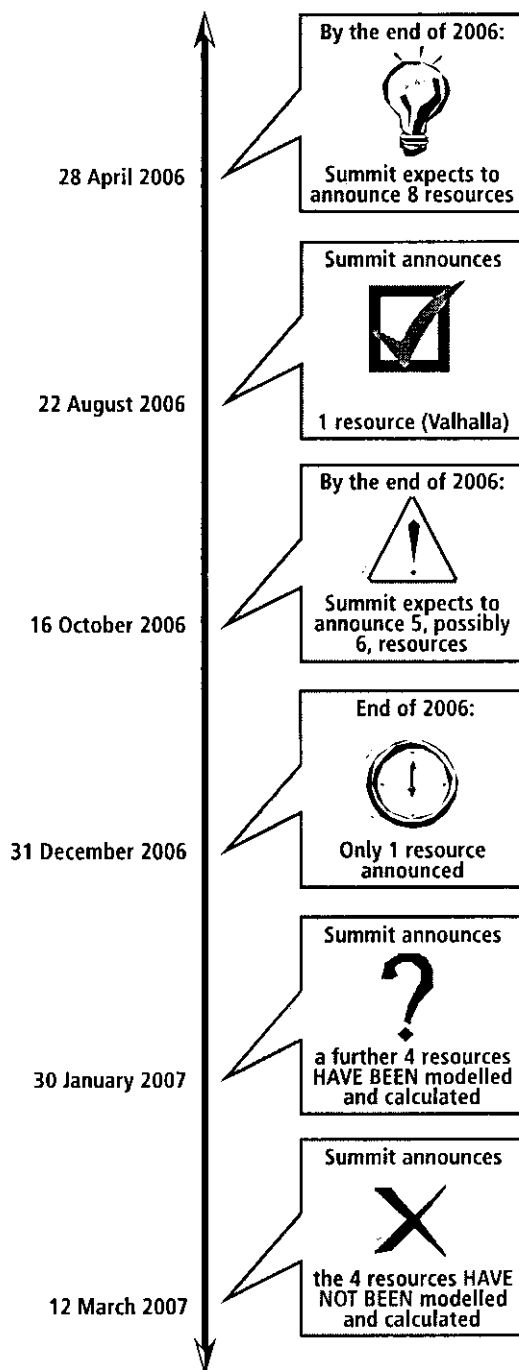 28 April 2006
By the end of 2006:
Summit expects to
announce 8 resources
22 August 2006
Summit announces
1 resource (Valhalla)
16 October 2006
By the end of 2006:
Summit expects to
announce 5, possibly
6, resources
31 December 2006
End of 2006:
Only 1 resource
announced
30 January 2007
Summit announces
a further 4 resources
HAVE BEEN modelled
and calculated
12 March 2007
Summit announces
the 4 resources HAVE
NOT BEEN modelled
and calculated